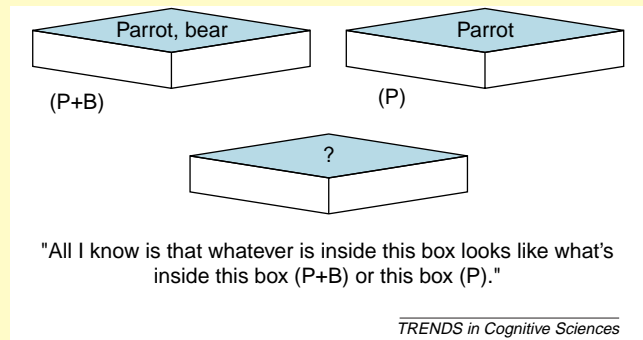 Parrot, bear
Parrot
(P+B)
(P)
?
"All I know is that whatever is inside this box looks like what's
inside this box (P+B) or this box (P)."
TRENDS in Cognitive Sciences